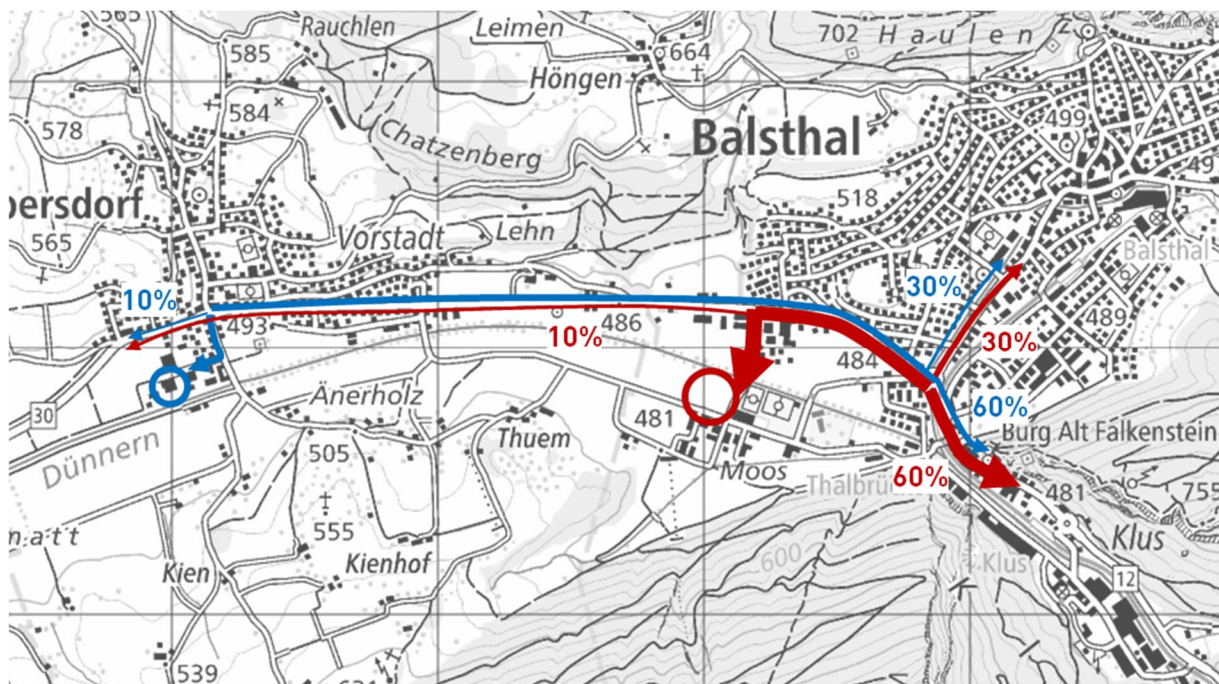 565
Rauchlen
Leimen
702
Haulen
585
664
Höngen
584
578
Chatzenberg
Balsthal
499
49
bersdorf
518
565
Vorstadt
Lehn
Balsthal
10%
30%
493
486
489
10%
30%
484
30
Änerholz
481
60%
Burg Alt Falkenstein
Dünnern
505
Thuem
Moos
60%
481
755
555
Klus
matt
Kienhof
600
Kien
Klus
12
539